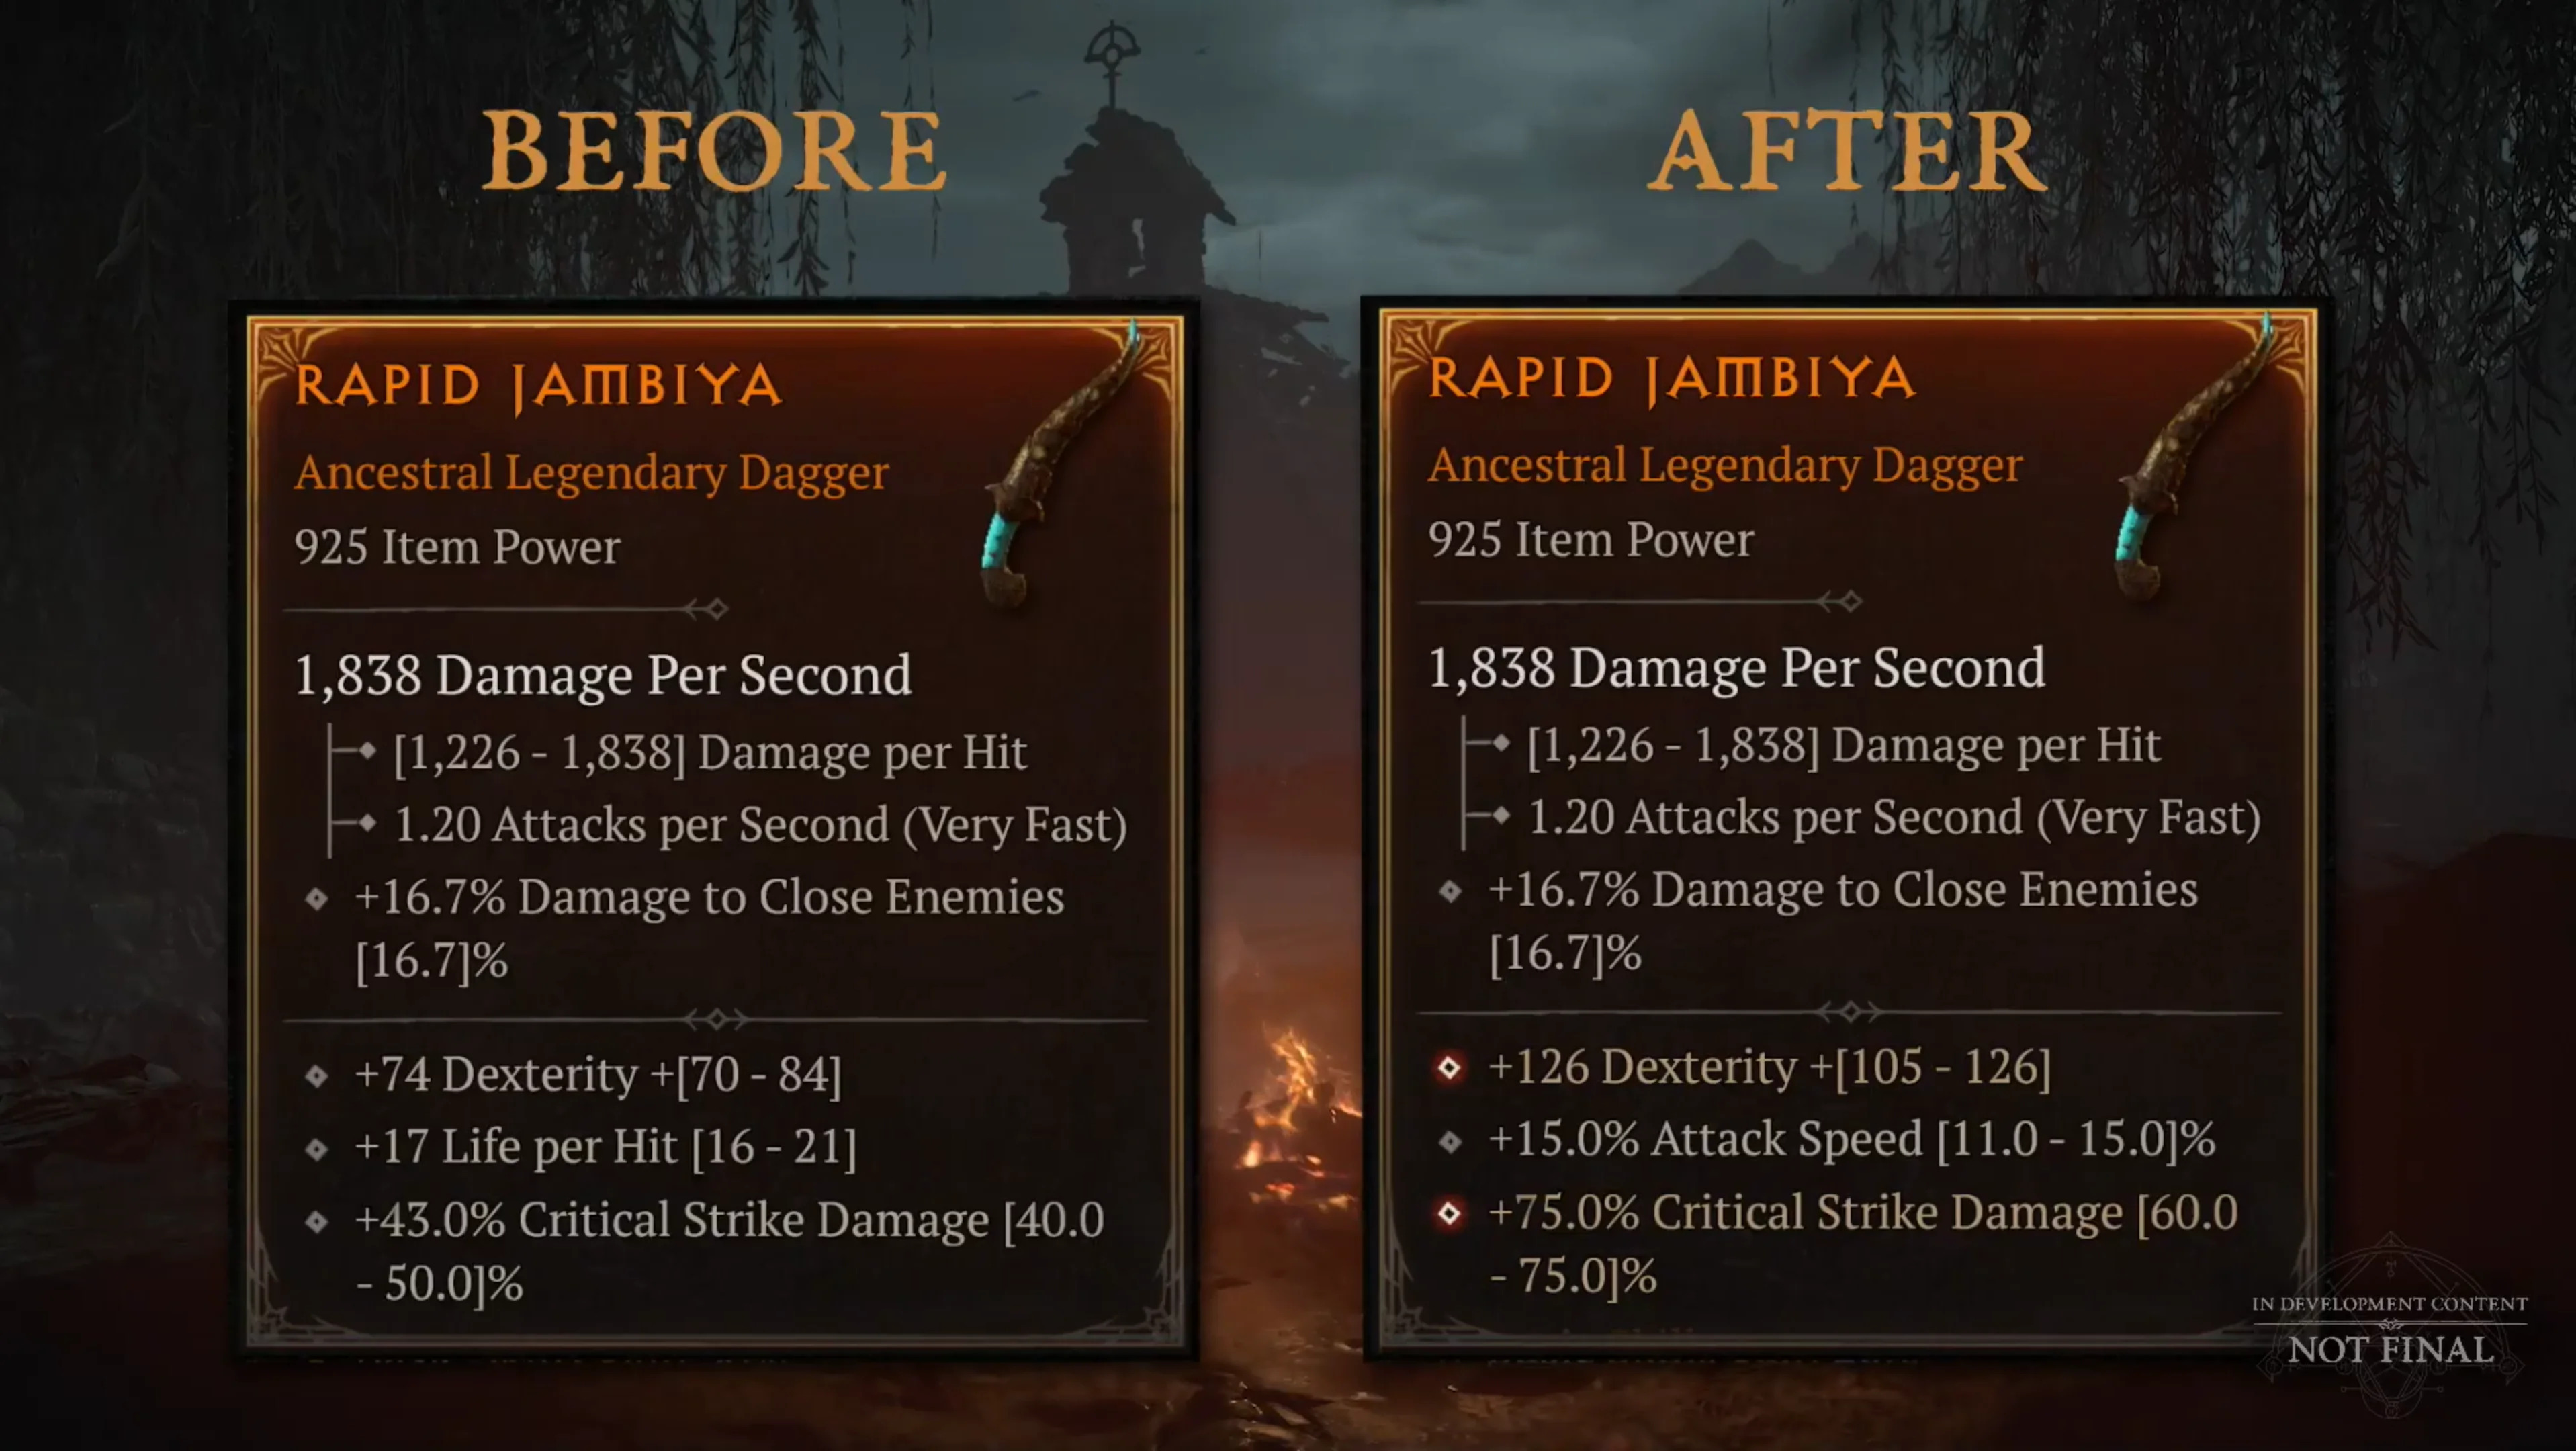 BEFORE
RAPID JAMBIYA
Ancestral Legendary Dagger
925 Item Power
1,838 Damage Per Second
[1,226 - 1,838] Damage per Hit
1.20 Attacks per Second (Very Fast)
+16.7% Damage to Close Enemies
[16.7]%
+74 Dexterity +[70 - 84]
+17 Life per Hit [16 - 21]
+43.0% Critical Strike Damage [40.0
- 50.0]%
AFTER
RAPID JAMBIYA
Ancestral Legendary Dagger
925 Item Power
1,838 Damage Per Second
[1,226 - 1,838] Damage per Hit
1.20 Attacks per Second (Very Fast)
+16.7% Damage to Close Enemies
[16.7]%
+126 Dexterity +[105 - 126]
+15.0% Attack Speed [11.0 - 15.0]%
+75.0% Critical Strike Damage [60.0
- 75.0]%
IN DEVELOPMENT CONTENT
NOT FINAL